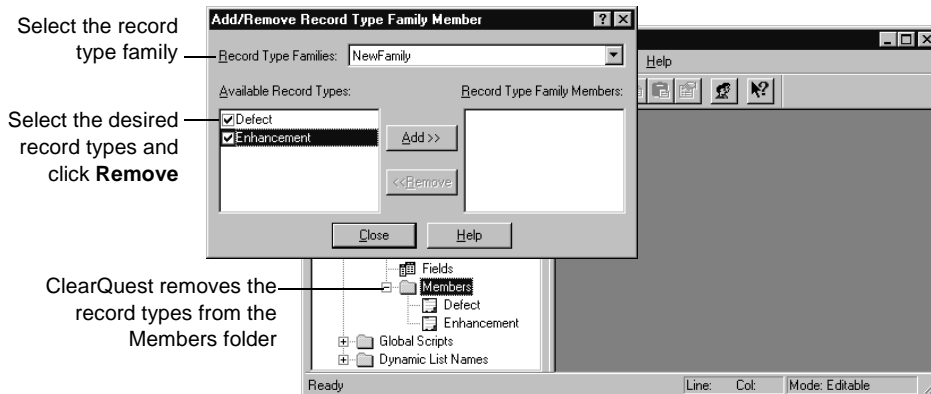 Select the record
type family
Select the desired
record types and
click Remove
ClearQuest removes the
record types from the
Members folder
Add/Remove Record Type Family Member
Record Type Families: NewFamily
Available Record Types:
Record Type Family Members:
Defect
Enhancement
Add >>
<<Remove
Close
Help
Help
Fields
Members
Defect
Enhancement
Global Scripts
Dynamic List Names
Ready
Line:
Col:
Mode: Editable